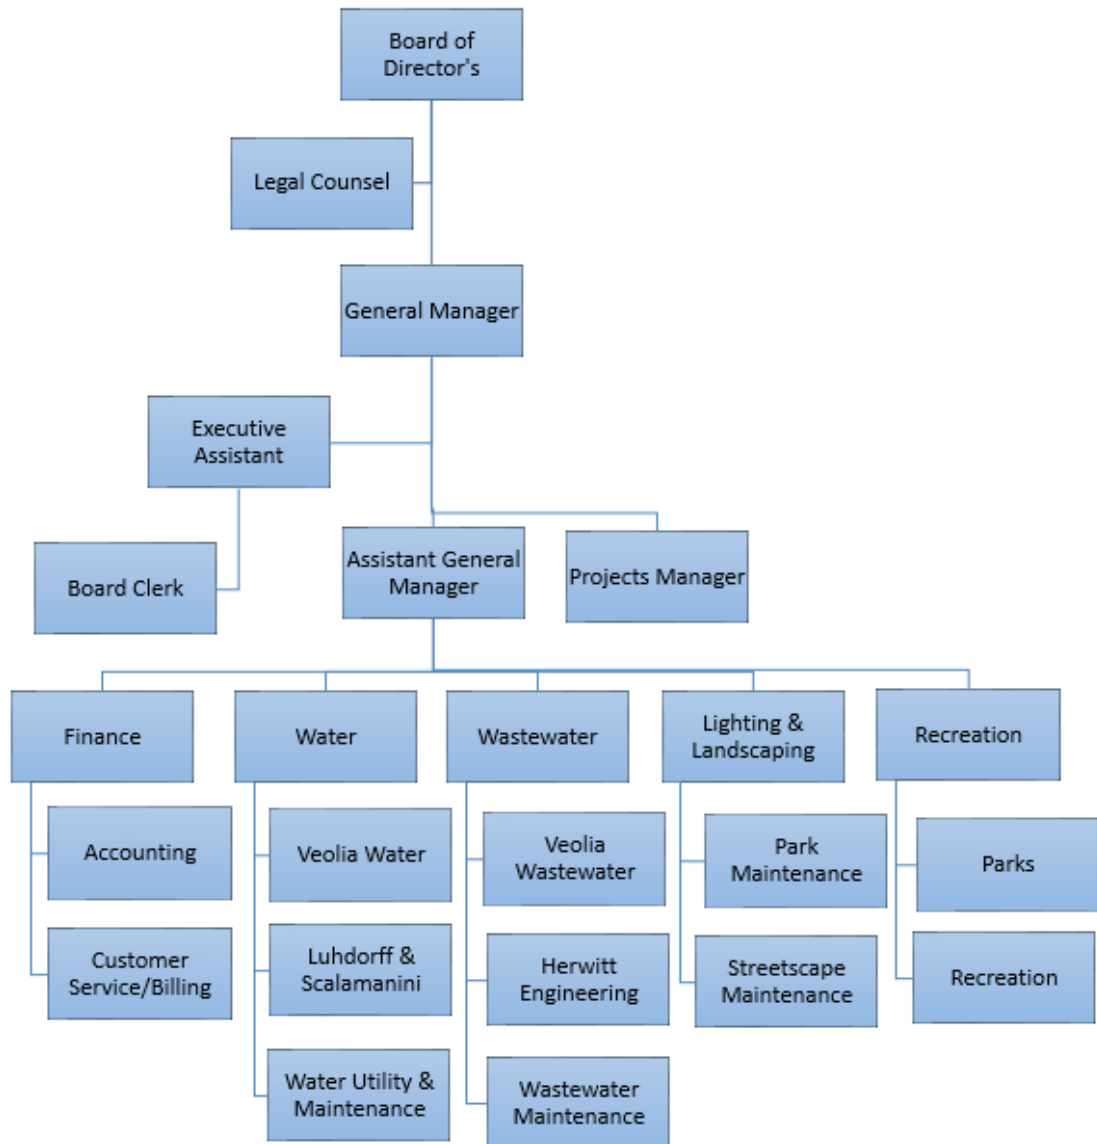 Board of
Director's
Legal Counsel
General Manager
Executive
Assistant
Board Clerk
Assistant General
Manager
Projects Manager
Finance
Water
Wastewater
Lighting &
Landscaping
Recreation
Accounting
Veolia Water
Veolia
Wastewater
Park
Maintenance
Parks
Customer
Service/Billing
Luhdorff &
Scalamanini
Herwitt
Engineering
Streetscape
Maintenance
Recreation
Water Utility &
Maintenance
Wastewater
Maintenance